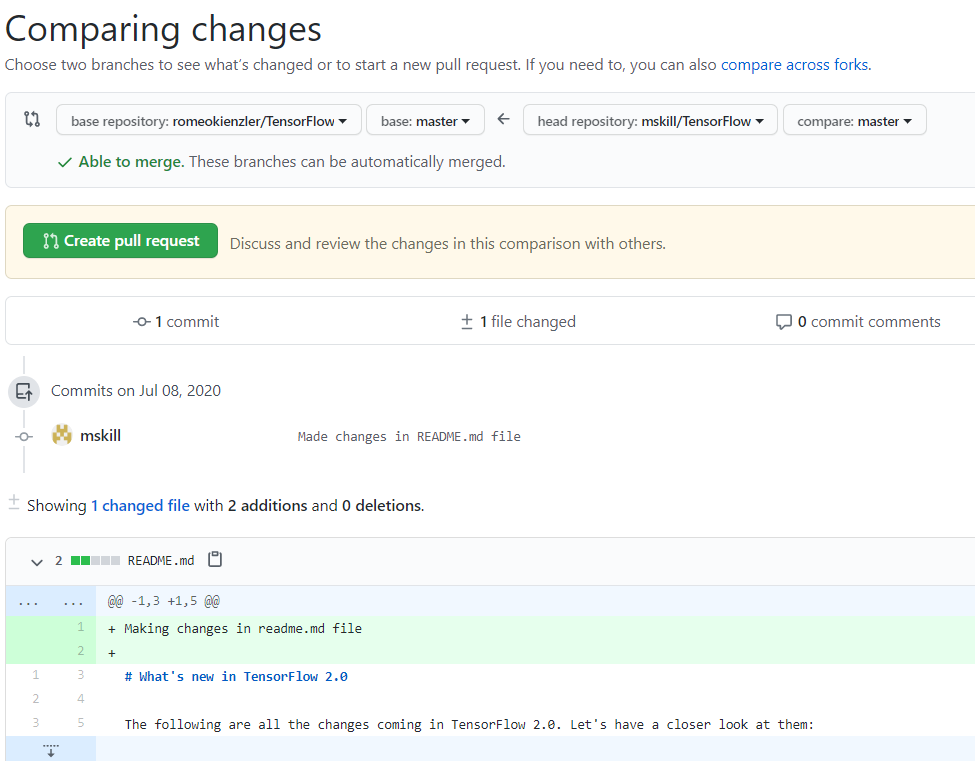 Comparing changes
Choose two branches to see what's changed or to start a new pull request. If you need to, you can also compare across forks.
base repository: romeokienzler/TensorFlow base: master head repository: mskill/TensorFlow compare: master
Able to merge. These branches can be automatically merged.
Create pull request Discuss and review the changes in this comparison with others.
1 commit 1 file changed 0 commit comments
Commits on Jul 08, 2020
mskill Made changes in README.md file
Showing 1 changed file with 2 additions and 0 deletions.
2 README.md
... ... @@ -1,3 +1,5 @@
1 + Making changes in readme.md file
2 +
1 3 # What's new in TensorFlow 2.0
2 4
3 5 The following are all the changes coming in TensorFlow 2.0. Let's have a closer look at them: